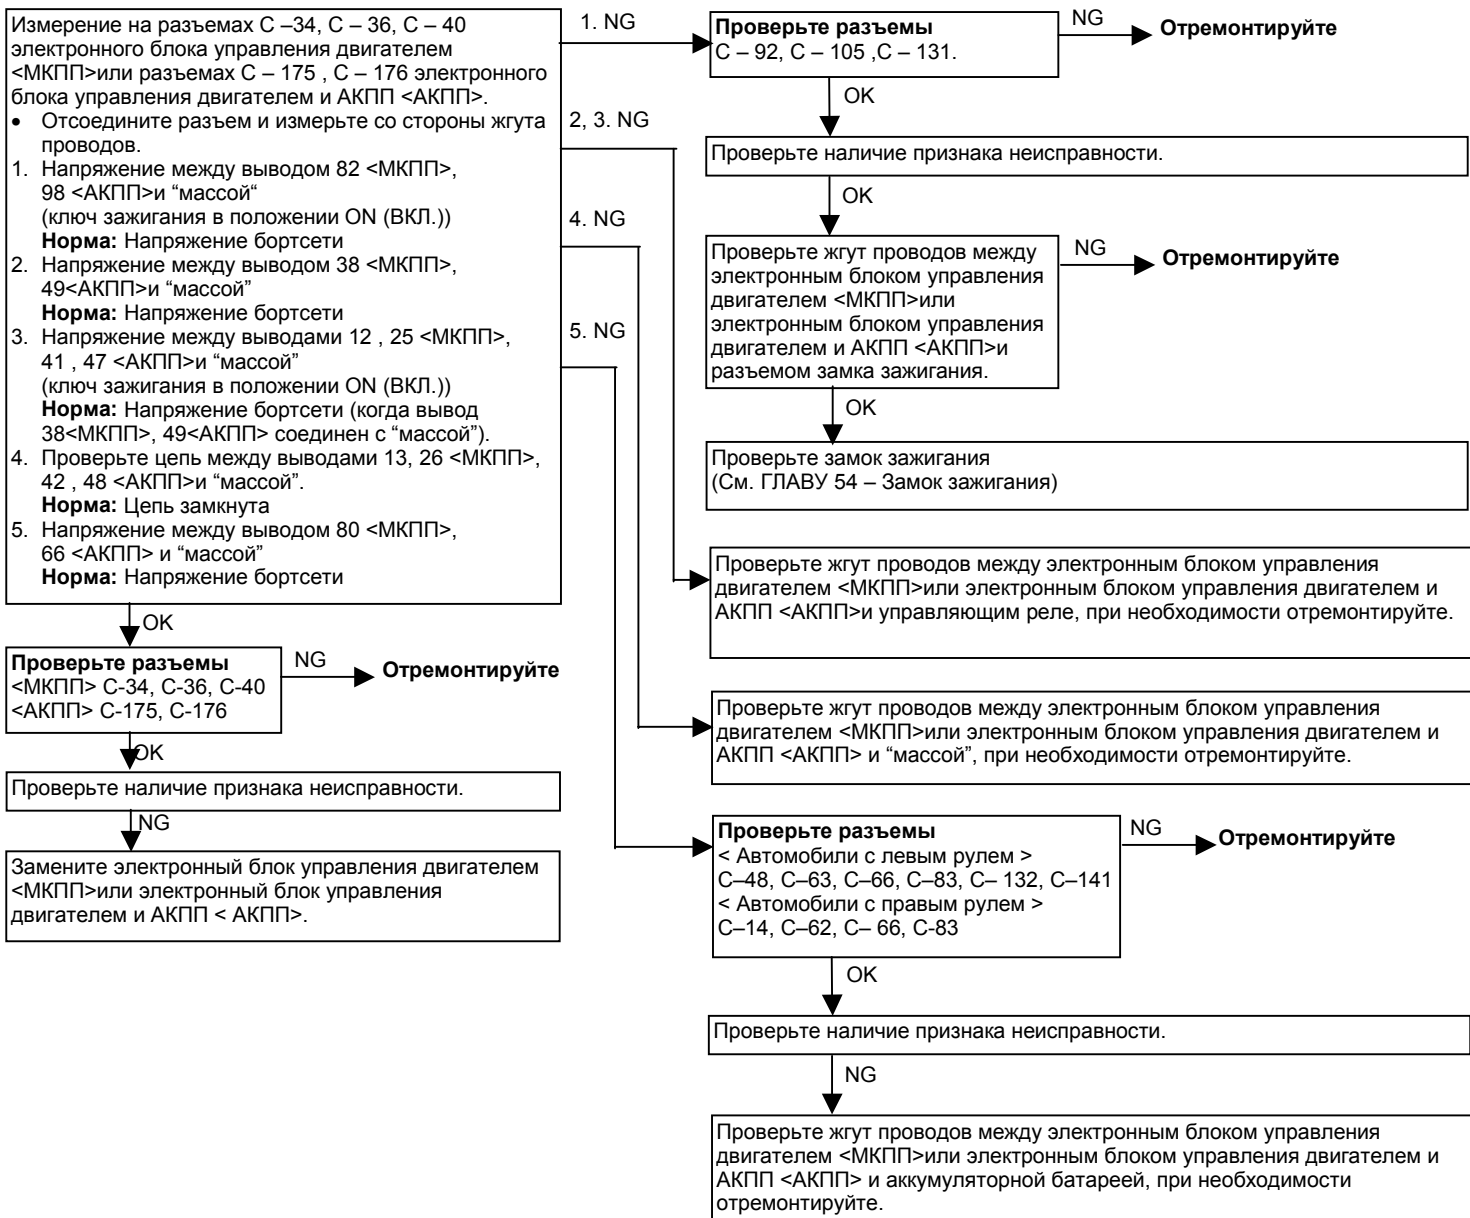 Измерение на разъемах С –34, С – 36, С – 40
электронного блока управления двигателем
<МКПП>или разъемах С – 175 , С – 176 электронного
блока управления двигателем и АКПП <АКПП>.
• Отсоедините разъем и измерьте со стороны жгута
проводов.
1. Напряжение между выводом 82 <МКПП>,
98 <АКПП>и “массой“
(ключ зажигания в положении ON (ВКЛ.))
Норма: Напряжение бортсети
2. Напряжение между выводом 38 <МКПП>,
49<АКПП>и “массой”
Норма: Напряжение бортсети
3. Напряжение между выводами 12 , 25 <МКПП>,
41 , 47 <АКПП>и “массой”
(ключ зажигания в положении ON (ВКЛ.))
Норма: Напряжение бортсети (когда вывод
38<МКПП>, 49<АКПП> соединен с “массой”).
4. Проверьте цепь между выводами 13, 26 <МКПП>,
42 , 48 <АКПП>и “массой”.
Норма: Цепь замкнута
5. Напряжение между выводом 80 <МКПП>,
66 <АКПП> и “массой”
Норма: Напряжение бортсети
OK
Проверьте разъемы
<МКПП> С-34, С-36, С-40
<АКПП> С-175, С-176
NG
Отремонтируйте
OK
Проверьте наличие признака неисправности.
NG
Замените электронный блок управления двигателем
<МКПП>или электронный блок управления
двигателем и АКПП < АКПП>.
1. NG
Проверьте разъемы
С – 92, С – 105 ,С – 131.
NG
Отремонтируйте
OK
Проверьте наличие признака неисправности.
OK
Проверьте жгут проводов между
электронным блоком управления
двигателем <МКПП>или
электронным блоком управления
двигателем и АКПП <АКПП>и
разъемом замка зажигания.
NG
Отремонтируйте
OK
Проверьте замок зажигания
(См. ГЛАВУ 54 – Замок зажигания)
2, 3. NG
Проверьте жгут проводов между электронным блоком управления
двигателем <МКПП>или электронным блоком управления двигателем и
АКПП <АКПП>и управляющим реле, при необходимости отремонтируйте.
4. NG
Проверьте жгут проводов между электронным блоком управления
двигателем <МКПП>или электронным блоком управления двигателем и
АКПП <АКПП> и “массой”, при необходимости отремонтируйте.
5. NG
Проверьте разъемы
< Автомобили с левым рулем >
С–48, С–63, С–66, С–83, С– 132, С–141
< Автомобили с правым рулем >
С–14, С–62, С– 66, С-83
NG
Отремонтируйте
OK
Проверьте наличие признака неисправности.
NG
Проверьте жгут проводов между электронным блоком управления
двигателем <МКПП>или электронным блоком управления двигателем и
АКПП <АКПП> и аккумуляторной батареей, при необходимости
отремонтируйте.